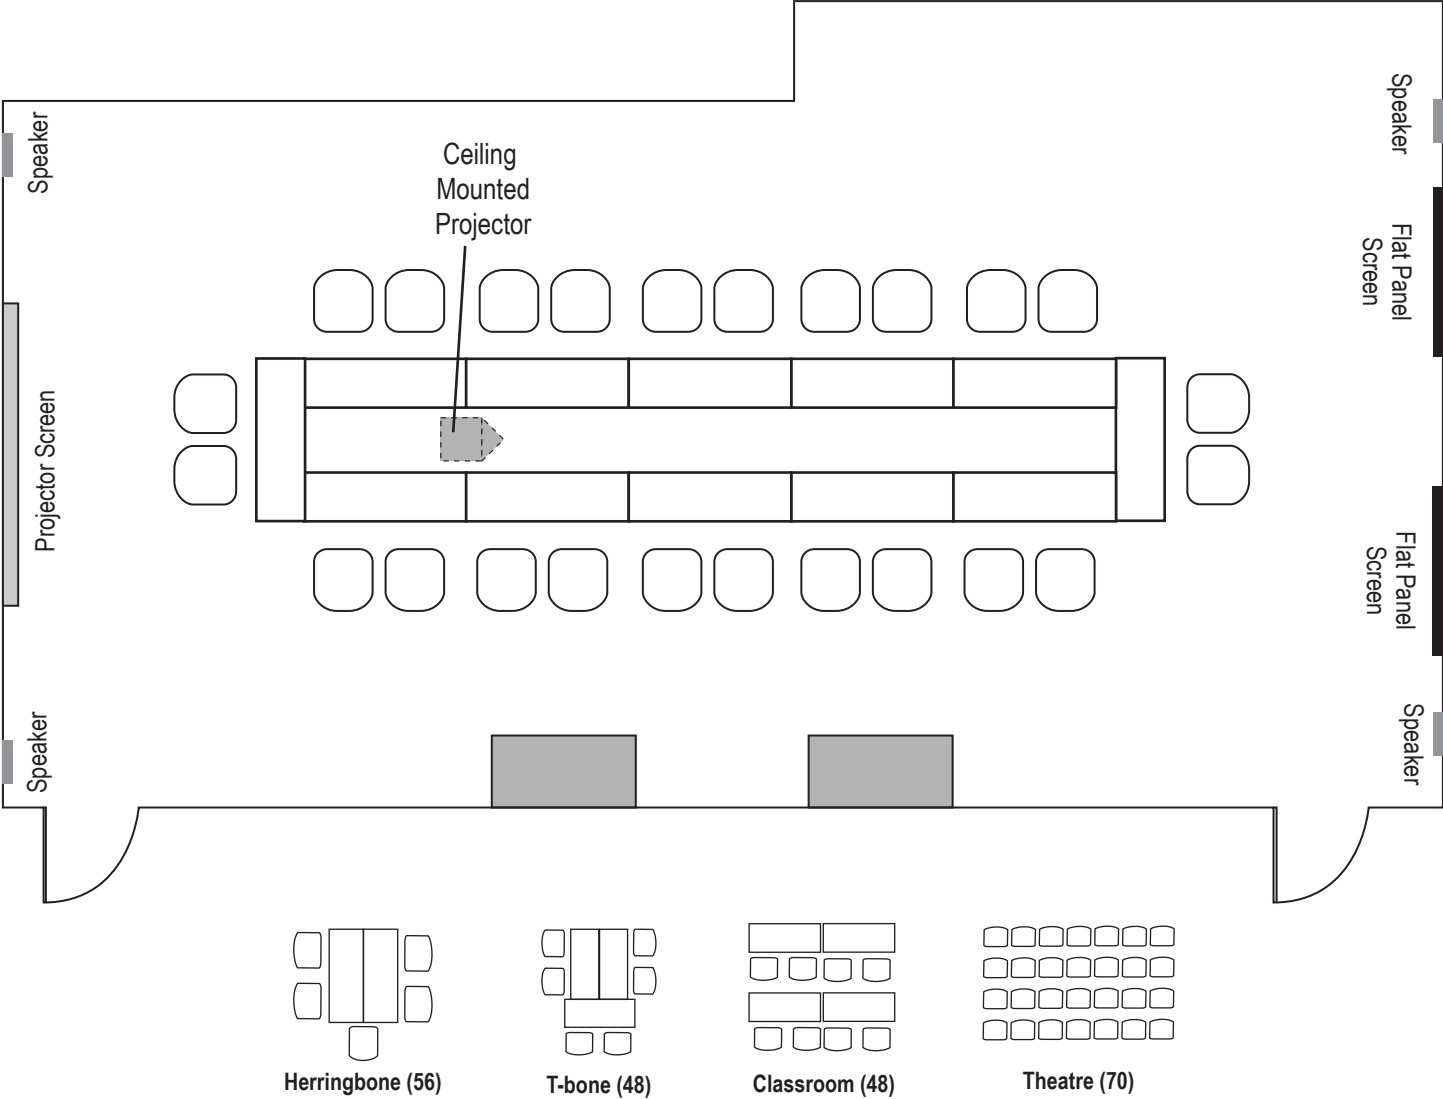 Speaker
Ceiling
Mounted
Projector
Speaker
Flat Panel
Screen
Projector Screen
Flat Panel
Screen
Speaker
Speaker
Herringbone (56)
T-bone (48)
Classroom (48)
Theatre (70)